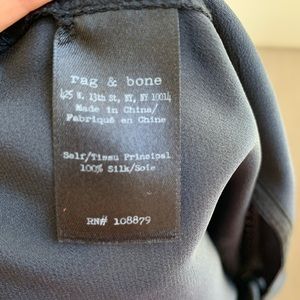 rag & bone
425 W. 13th St, NY, NY 10014
Made in China/
Fabriqué en Chine
Self/Tissu Principal
100% Silk/Soie
RN# 108879